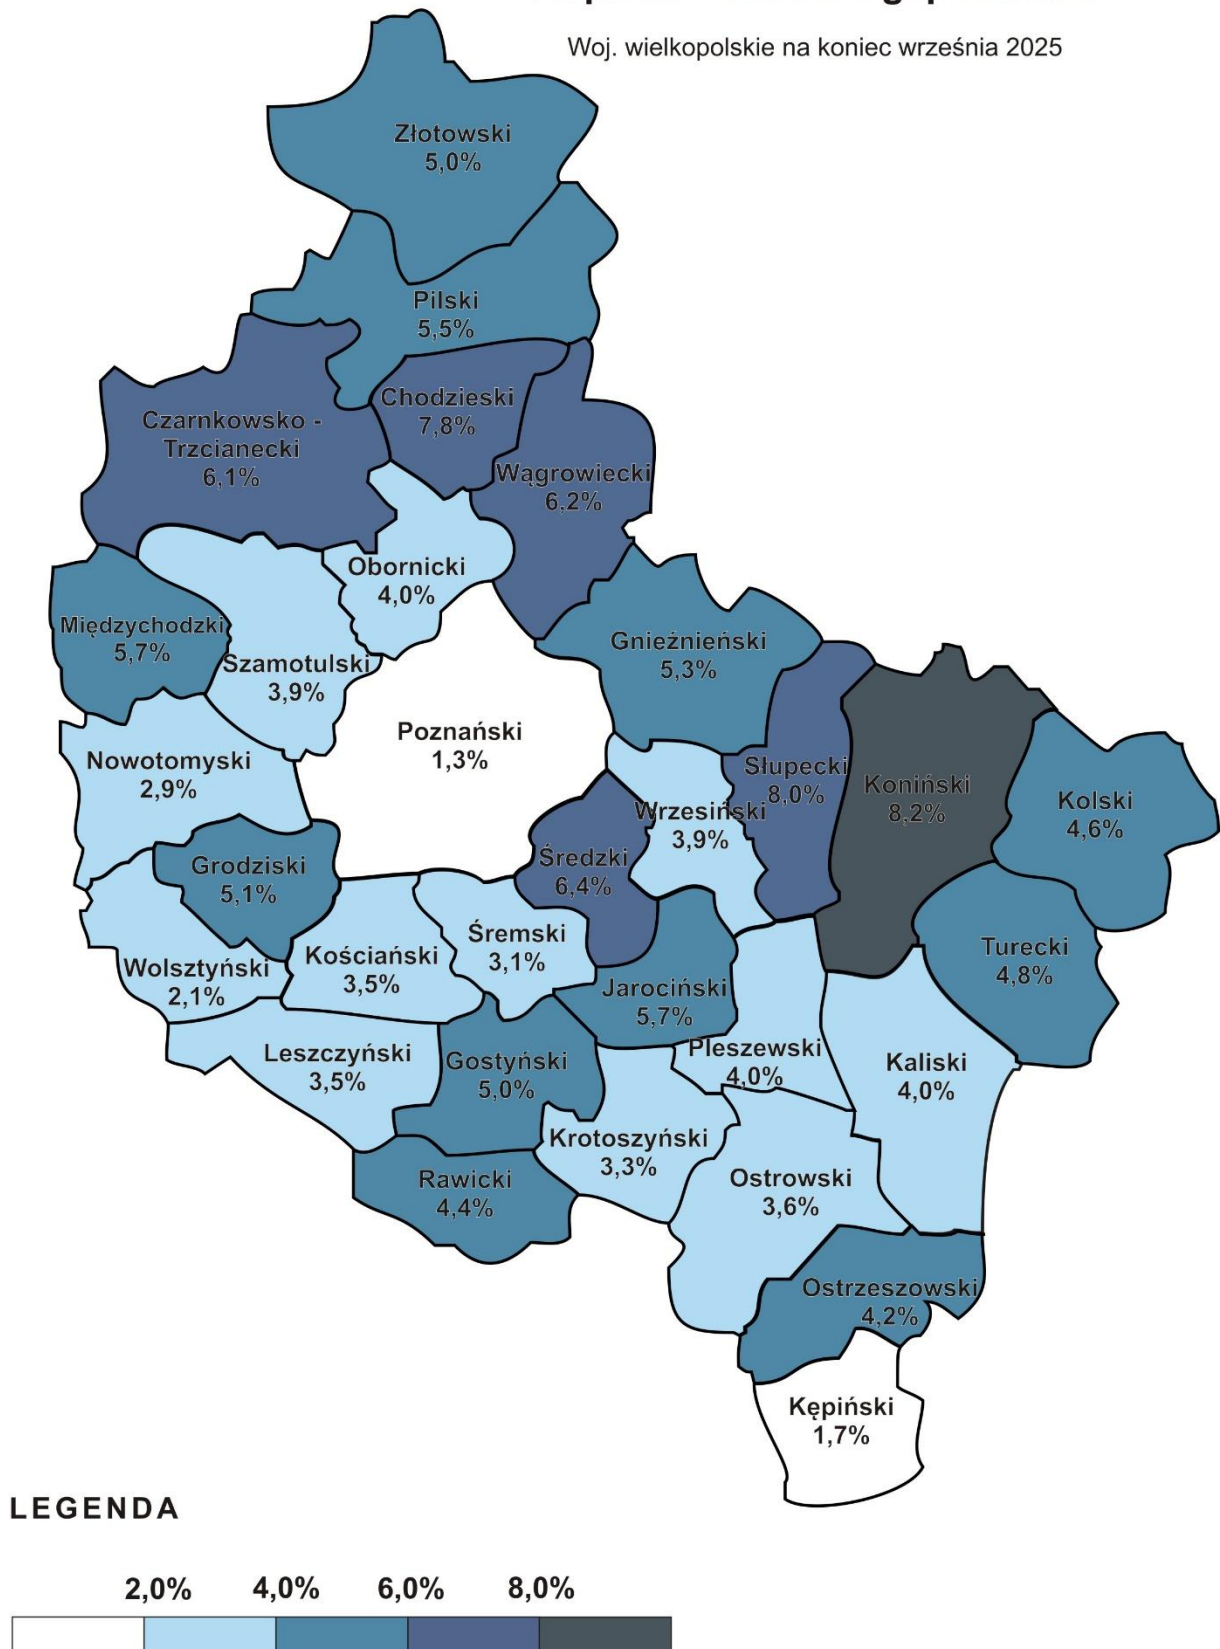 Woj. wielkopolskie na koniec września 2025
Złotowski
5,0%
Pilski
5,5%
Chodzieski
7,8%
Czarnkowsko -
Trzcianecki
6,1%
Wągrowiecki
6,2%
Obornicki
4,0%
Międzychodzki
5,7%
Szamotulski
3,9%
Gnieźnieński
5,3%
Poznański
1,3%
Nowotomyski
2,9%
Słupecki
8,0%
Koniński
8,2%
Kolski
4,6%
Wrzesiński
3,9%
Średzki
6,4%
Grodziski
5,1%
Śremski
3,1%
Kościański
3,5%
Turecki
4,8%
Wolsztyński
2,1%
Jarociński
5,7%
Leszczyński
3,5%
Gostyński
5,0%
Pleszewski
4,0%
Kaliski
4,0%
Krotoszyński
3,3%
Rawicki
4,4%
Ostrowski
3,6%
Ostrzeszowski
4,2%
Kępiński
1,7%
LEGENDA
2,0% 4,0% 6,0% 8,0%